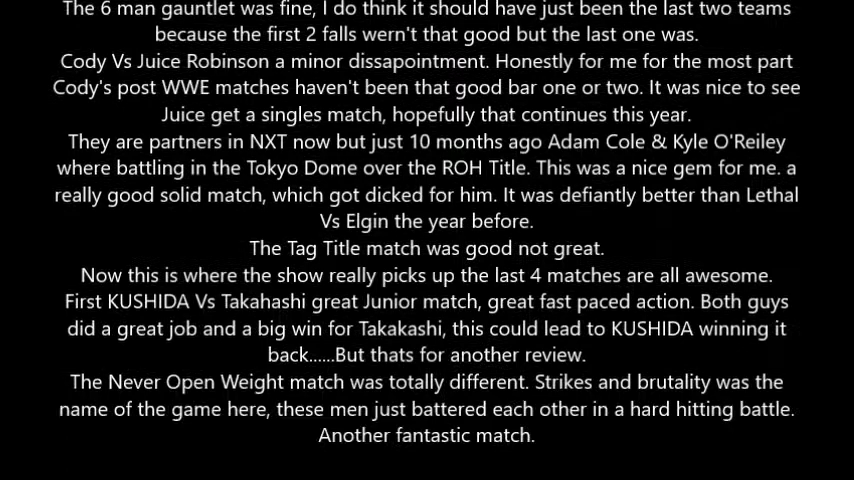 The 6 man gauntlet was fine, I do think it should have just been the last two teams
because the first 2 falls wern't that good but the last one was.
Cody Vs Juice Robinson a minor dissapointment. Honestly for me for the most part
Cody's post WWE matches haven't been that good bar one or two. It was nice to see
Juice get a singles match, hopefully that continues this year.
They are partners in NXT now but just 10 months ago Adam Cole & Kyle O'Reiley
where battling in the Tokyo Dome over the ROH Title. This was a nice gem for me. a
really good solid match, which got dicked for him. It was defiantly better than Lethal
Vs Elgin the year before.
The Tag Title match was good not great.
Now this is where the show really picks up the last 4 matches are all awesome.
First KUSHIDA Vs Takahashi great Junior match, great fast paced action. Both guys
did a great job and a big win for Takakashi, this could lead to KUSHIDA winning it
back......But thats for another review.
The Never Open Weight match was totally different. Strikes and brutality was the
name of the game here, these men just battered each other in a hard hitting battle.
Another fantastic match.